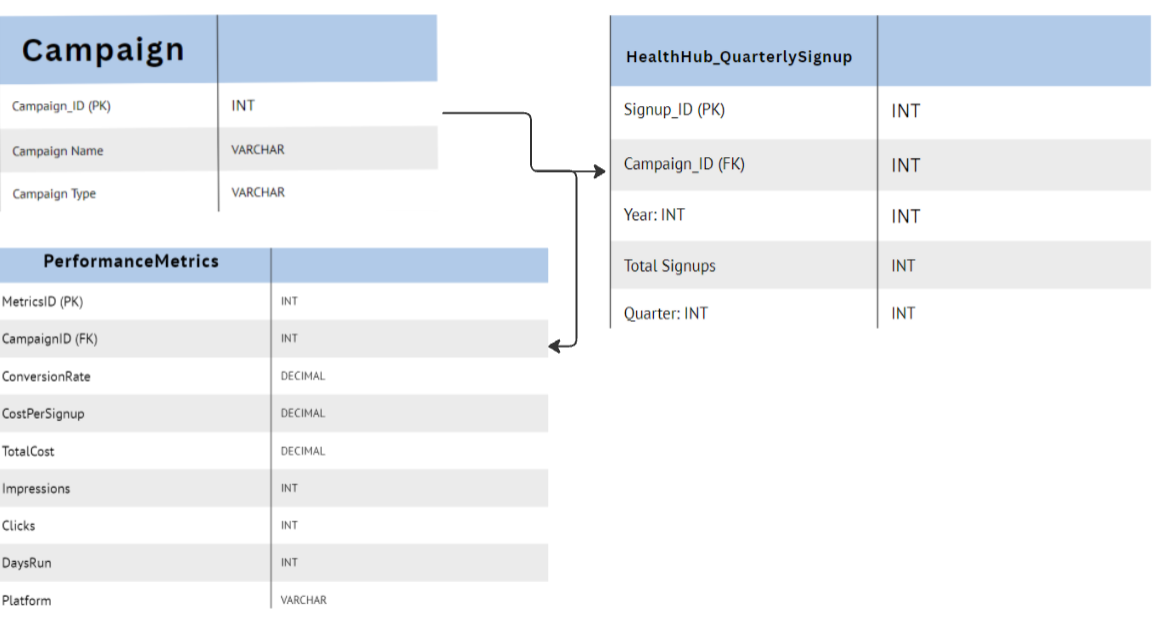 Campaign
Campaign_ID (PK) INT
Campaign Name VARCHAR
Campaign Type VARCHAR
HealthHub_QuarterlySignup
Signup_ID (PK) INT
Campaign_ID (FK) INT
Year: INT INT
Total Signups INT
Quarter: INT INT
PerformanceMetrics
MetricsID (PK) INT
CampaignID (FK) INT
ConversionRate DECIMAL
CostPerSignup DECIMAL
TotalCost DECIMAL
Impressions INT
Clicks INT
DaysRun INT
Platform VARCHAR